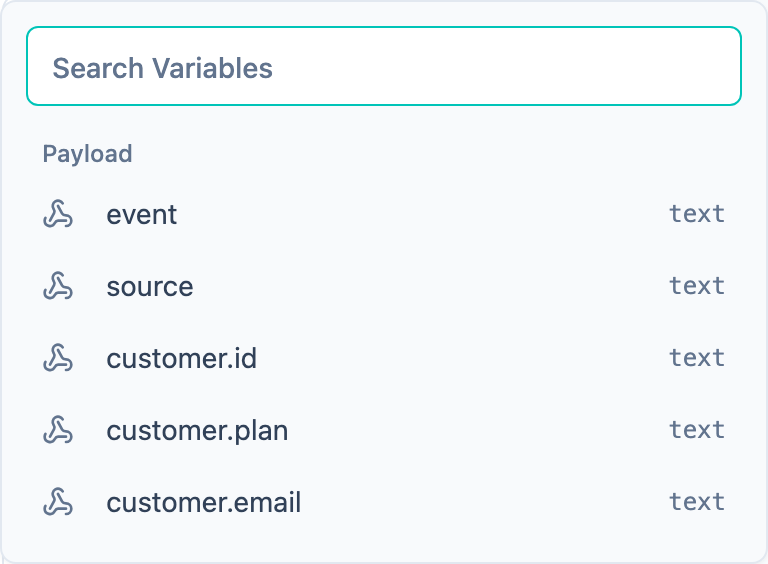 Search Variables
Payload
event text
source text
customer.id text
customer.plan text
customer.email text